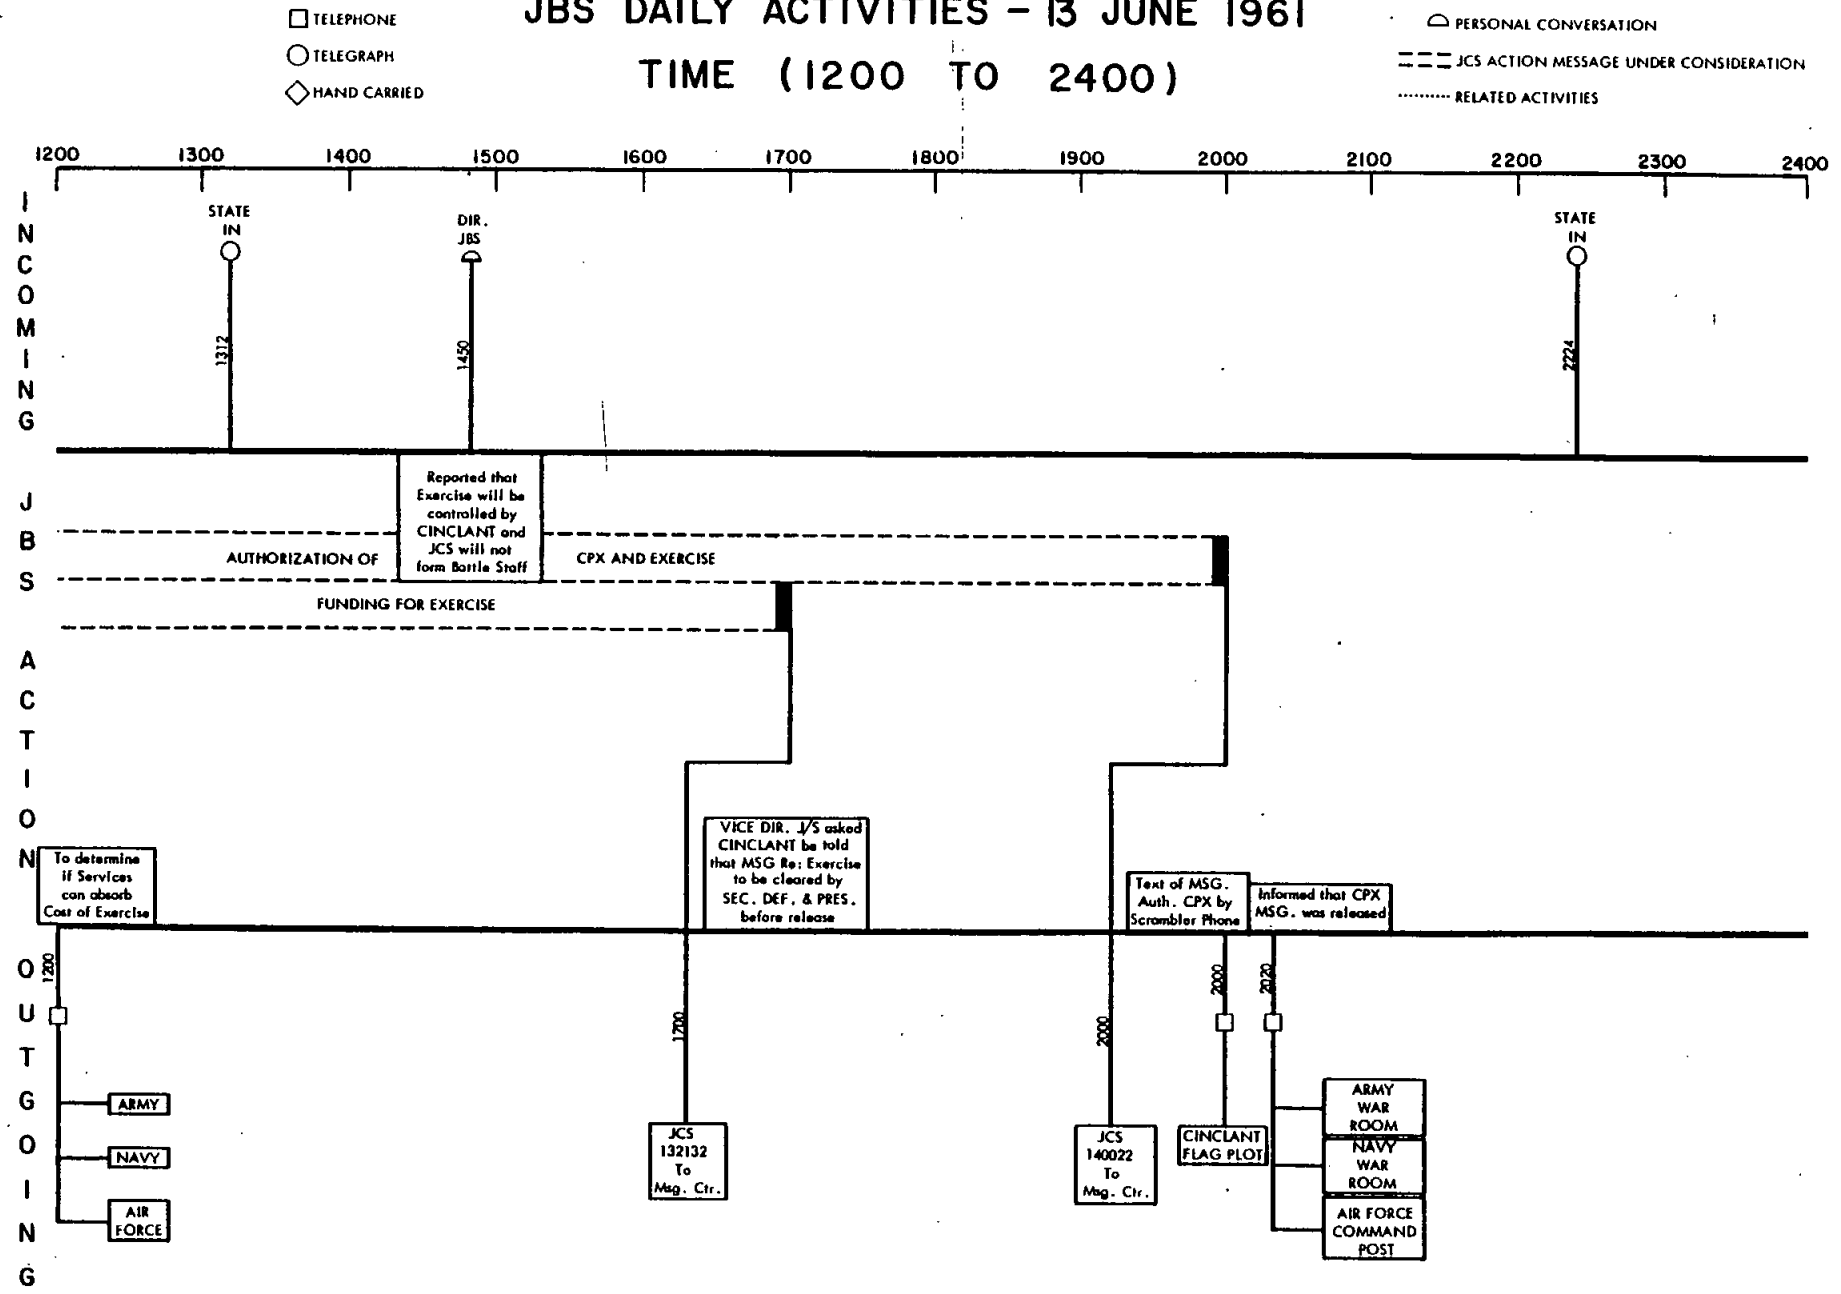 JBS DAILY ACTIVITIES – 13 JUNE 1961
TIME (1200 TO 2400)
TELEPHONE
TELEGRAPH
HAND CARRIED
PERSONAL CONVERSATION
JCS ACTION MESSAGE UNDER CONSIDERATION
RELATED ACTIVITIES
1200 1300 1400 1500 1600 1700 1800 1900 2000 2100 2200 2300 2400
INCOMING
STATE
IN
1312
DIR.
JBS
1450
STATE
IN
2224
JBS ACTION
Reported that
Exercise will be
controlled by
CINCLANT and
JCS will not
form Battle Staff
AUTHORIZATION OF CPX AND EXERCISE
FUNDING FOR EXERCISE
To determine
if Services
can absorb
Cost of Exercise
VICE DIR. J/S asked
CINCLANT be told
that MSG Re: Exercise
to be cleared by
SEC. DEF. & PRES.
before release
Text of MSG.
Auth. CPX by
Scrambler Phone
Informed that CPX
MSG. was released
OUTGOING
1200
ARMY
NAVY
AIR
FORCE
1700
JCS
132132
To
Msg. Ctr.
2000
JCS
140022
To
Msg. Ctr.
2000
CINCLANT
FLAG PLOT
2020
ARMY
WAR
ROOM
NAVY
WAR
ROOM
AIR FORCE
COMMAND
POST